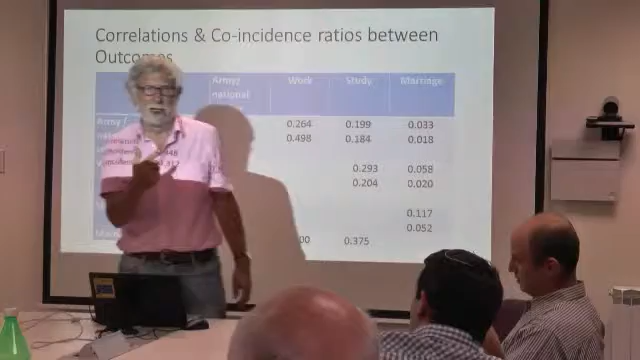 Correlations & Co-incidence ratios between
Outcomes
Army/ Work Study Marriage
national
Army /
0.264 0.199 0.033
0.498 0.184 0.018
0.293 0.058
0.204 0.020
0.117
0.052
0.375